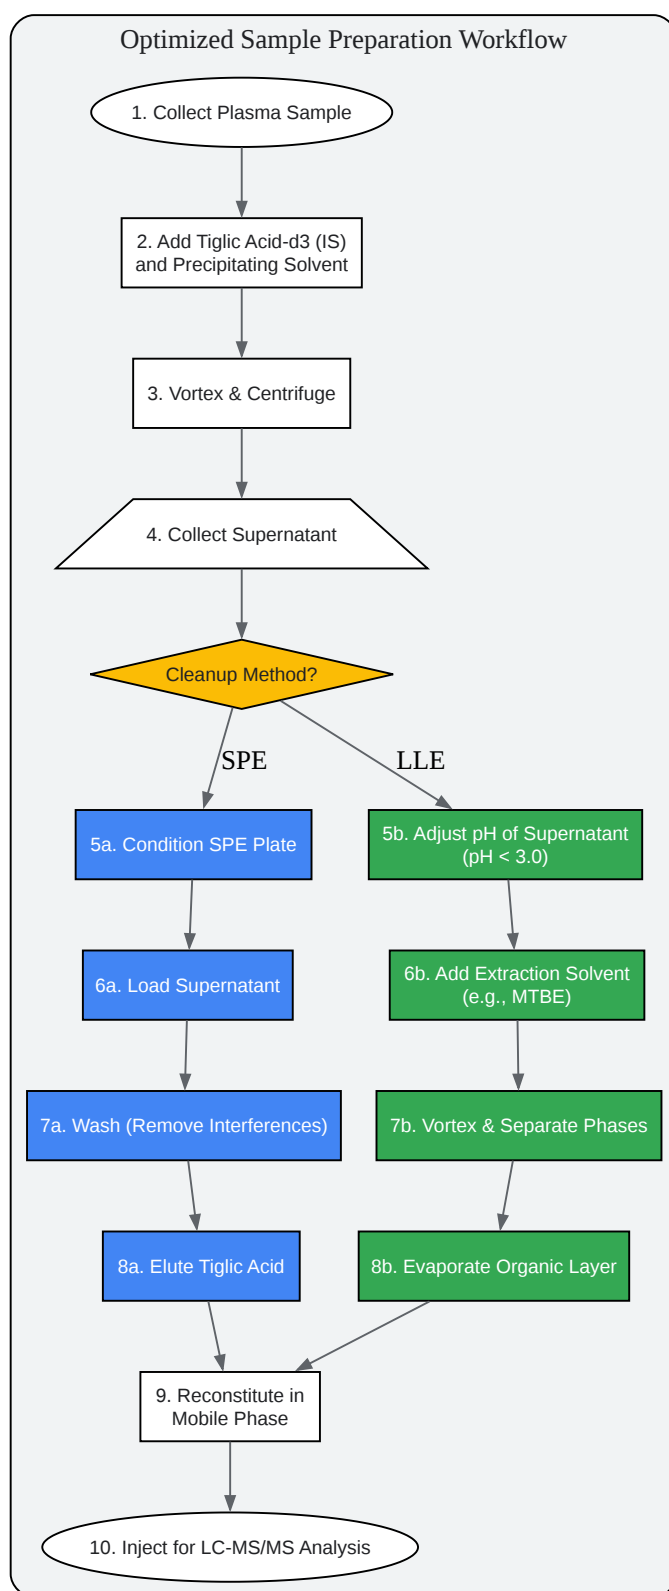 Optimized Sample Preparation Workflow
1. Collect Plasma Sample
2. Add Tiglic Acid-d3 (IS)
and Precipitating Solvent
3. Vortex & Centrifuge
4. Collect Supernatant
Cleanup Method?
SPE
LLE
5a. Condition SPE Plate
5b. Adjust pH of Supernatant
(pH < 3.0)
6a. Load Supernatant
6b. Add Extraction Solvent
(e.g., MTBE)
7a. Wash (Remove Interferences)
7b. Vortex & Separate Phases
8a. Elute Tiglic Acid
8b. Evaporate Organic Layer
9. Reconstitute in
Mobile Phase
10. Inject for LC-MS/MS Analysis